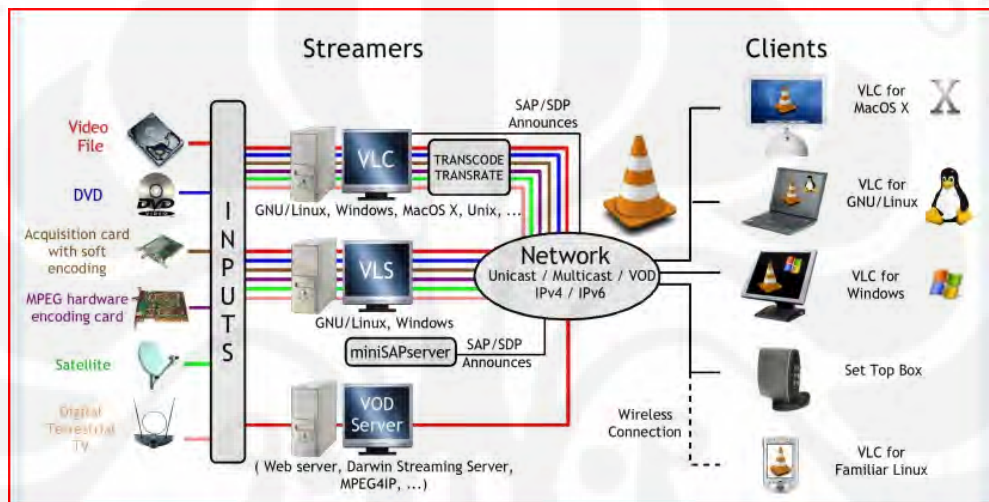 Streamers
Clients
Video
File
DVD
DVD
VIDEO
Acquisition card
with soft
encoding
MPEG hardware
encoding card
Satellite
Digital
Terrestrial
TV
INPUTS
VLC
TRANSCODE
TRANSRATE
GNU/Linux, Windows, MacOS X, Unix, ...
SAP/SDP
Announces
VLS
GNU/Linux, Windows
miniSAPserver
SAP/SDP
Announces
VOD
Server
( Web server, Darwin Streaming Server,
MPEG4IP, ...)
Network
Unicast / Multicast / VOD
IPv4 / IPv6
Wireless
Connection
VLC for
MacOS X
X
VLC for
GNU/Linux
VLC for
Windows
Set Top Box
VLC for
Familiar Linux